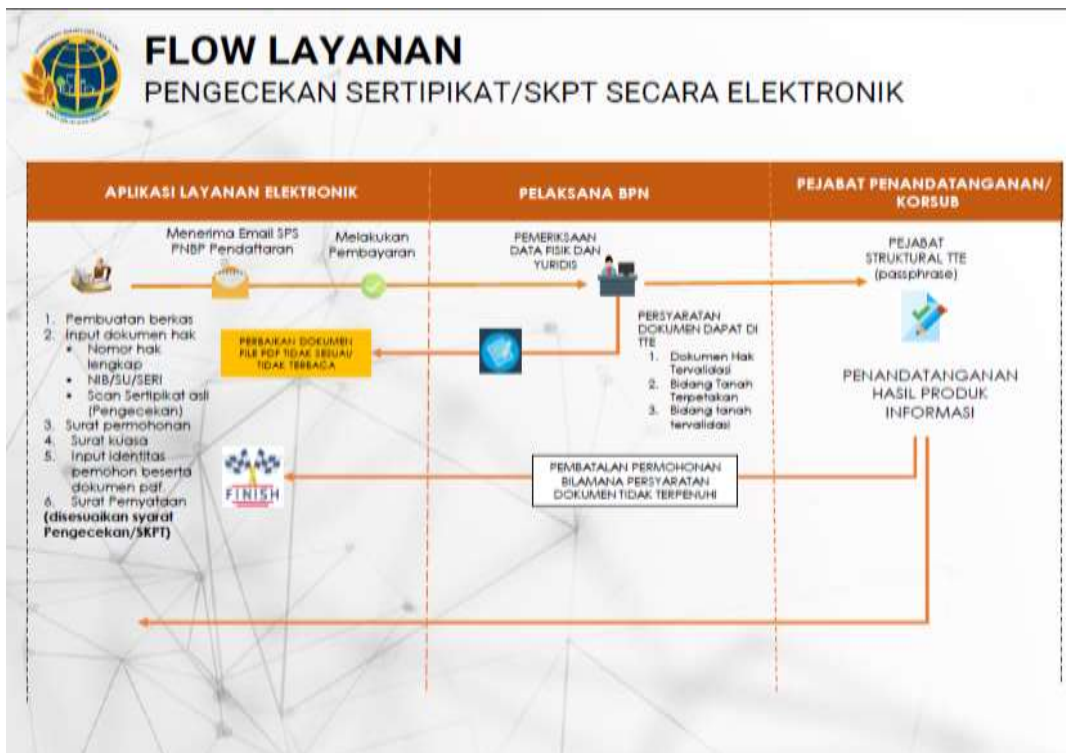 FLOW LAYANAN
PENGECEKAN SERTIPIKAT/SKPT SECARA ELEKTRONIK
APLIKASI LAYANAN ELEKTRONIK
PELAKSANA BPN
PEJABAT PENANDATANGANAN/
KORSUB
Menerima Email SPS
PNBP Pendaftaran
Melakukan
Pembayaran
PEMERIKSAAN
DATA FISIK DAN
YURIDIS
PEJABAT
STRUKTURAL TTE
(passphrase)
1. Pembuatan berkas
2. Input dokumen hak
• Nomor hak
lengkap
• NIB/SU/SERI
• Scan Sertipikat asli
(Pengecekan)
3. Surat permohonan
4. Surat kuasa
5. Input identitas
pemohon beserta
dokumen pdf.
6. Surat Pernyataan
(disesuaikan syarat
Pengecekan/SKPT)
PERBAIKAN DOKUMEN
FILE PDF TIDAK SESUAI/
TIDAK TERBACA
PERSYARATAN
DOKUMEN DAPAT DI
TTE
1. Dokumen Hak
Tervalidasi
2. Bidang Tanah
Terpetakan
3. Bidang tanah
tervalidasi
PENANDATANGANAN
HASIL PRODUK
INFORMASI
FINISH
PEMBATALAN PERMOHONAN
BILAMANA PERSYARATAN
DOKUMEN TIDAK TERPENUHI